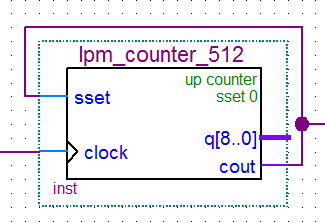 lpm_counter_512
up counter
sset 0
sset
q[8..0]
clock
cout
inst